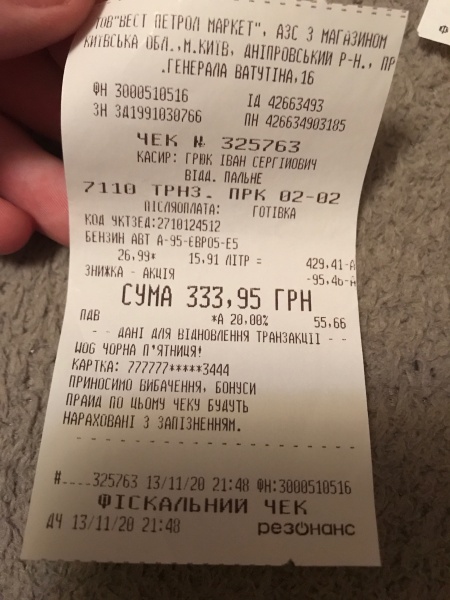 ТОВ"ВЕСТ ПЕТРОЛ МАРКЕТ", АЗС З МАГАЗИНОМ
КИЇВСЬКА ОБЛ.,М.КИЇВ, ДНІПРОВСЬКИЙ Р-Н., ПР
.ГЕНЕРАЛА ВАТУТІНА,16
ФН 3000510516 ІД 42663493
ЗН ЗД1991030766 ПН 426634903185
ЧЕК № 325763
КАСИР: ГРЮК ІВАН СЕРГІЙОВИЧ
ВІДД. ПАЛЬНЕ
7110 ТРНЗ. ПРК 02-02
ПІСЛЯОПЛАТА: ГОТІВКА
КОД УКТЗЕД:2710124512
БЕНЗИН АВТ А-95-ЄВРО5-Е5
26,99* 15,91 ЛІТР = 429,41-А
ЗНИЖКА - АКЦІЯ -95,46-А
СУМА 333,95 ГРН
ПДВ *А 20,00% 55,66
- - ДАНІ ДЛЯ ВІДНОВЛЕННЯ ТРАНЗАКЦІЇ - -
WOG ЧОРНА П'ЯТНИЦЯ!
КАРТКА: 777777*****3444
ПРИНОСИМО ВИБАЧЕННЯ, БОНУСИ
ПРАЙД ПО ЦЬОМУ ЧЕКУ БУДУТЬ
НАРАХОВАНІ З ЗАПІЗНЕННЯМ.
- - - - - - - - - - - - - - - - - - - -
#....325763 13/11/20 21:48 ФН:3000510516
ФІСКАЛЬНИЙ ЧЕК
ДЧ 13/11/20 21:48 резонанс